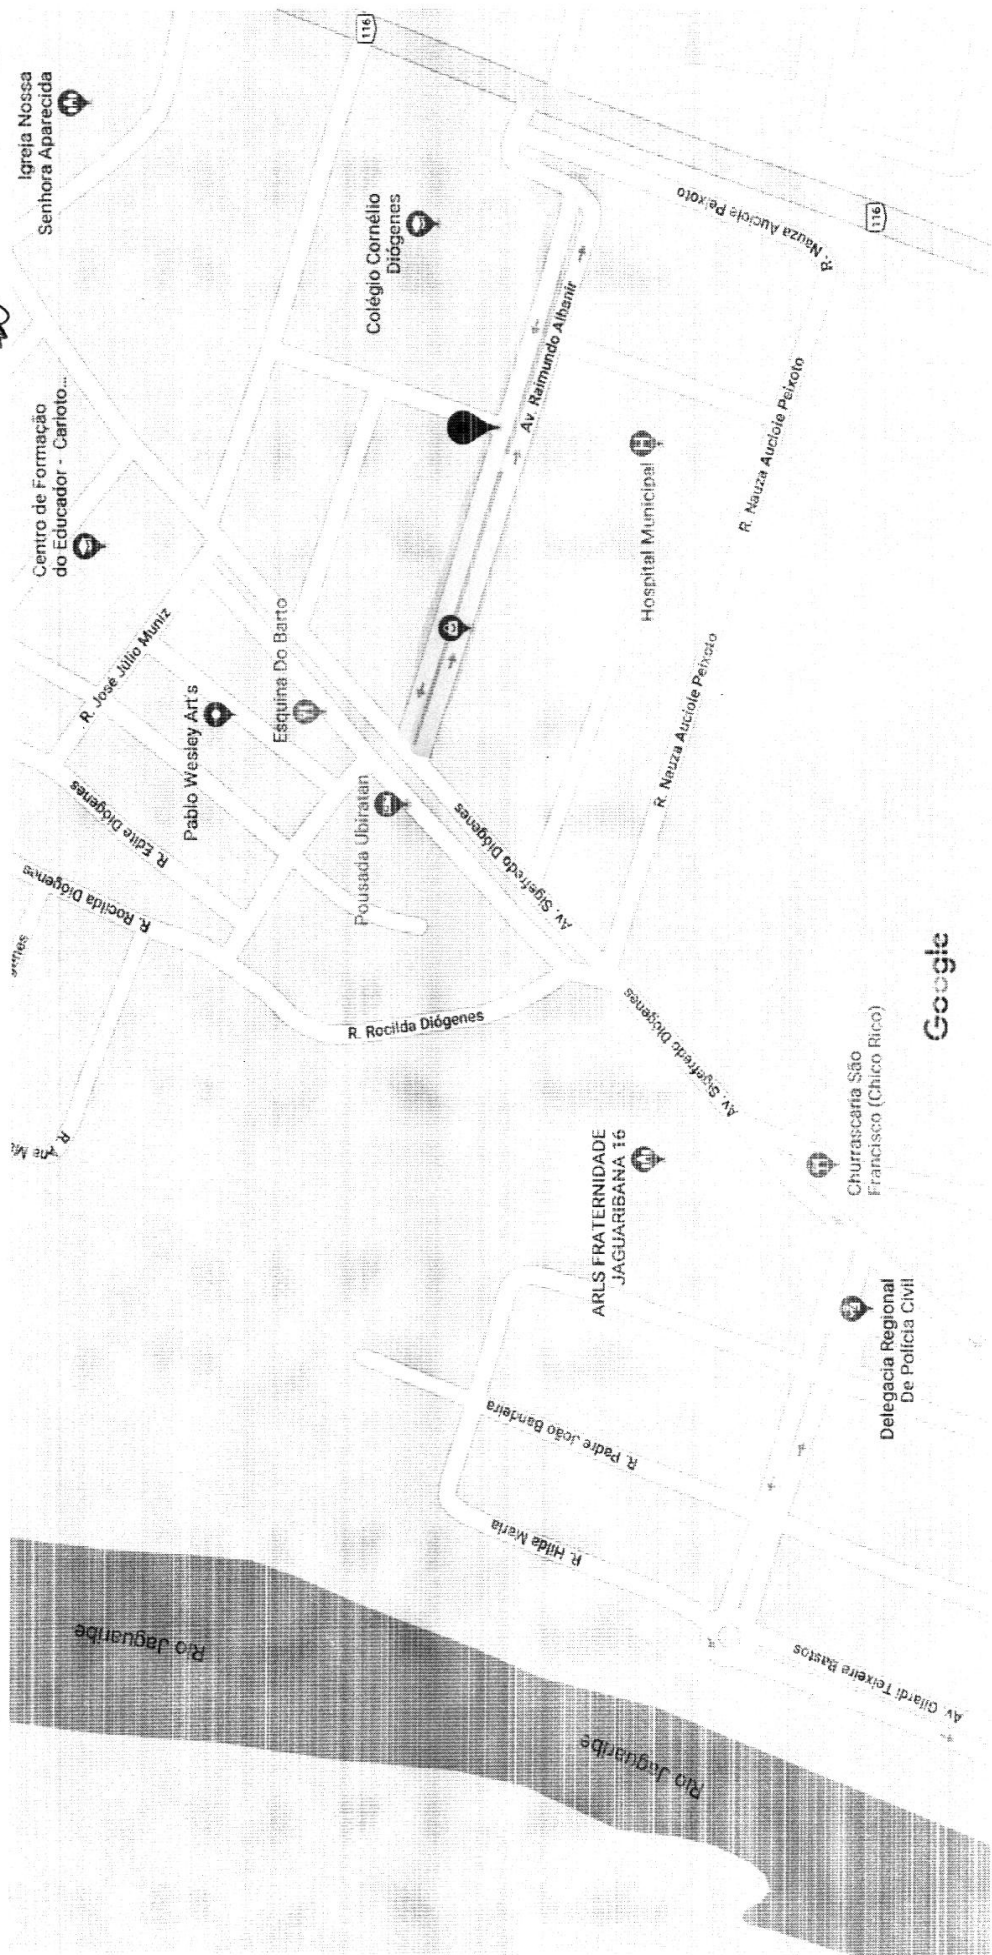 Igreja Nossa
Senhora Aparecida
116
Centro de Formação
do Educador - Carloto...
Colégio Cornélio
Diógenes
R. Nauza Auciole Peixoto
116
R. José Júlio Muniz
Av. Raimundo Albanir
Pablo Wesley Art's
Esquina Do Barto
Hospital Municipal
R. Nauza Auciole Peixoto
R. Edite Diógenes
R. Rocilda Diógenes
Pousada Ubiratan
Av. Sigefredo Diógenes
R. Nauza Auciole Peixoto
R. Rocilda Diógenes
Av. Sigefredo Diógenes
ARLS FRATERNIDADE
JAGUARIBANA 16
Churrascaria São
Francisco (Chico Rico)
Google
Delegacia Regional
De Polícia Civil
R. Padre João Bandeira
R. Hilda Maria
Av. Gilardi Teixeira Bastos
Rio Jaguaribe
Rio Jaguaribe